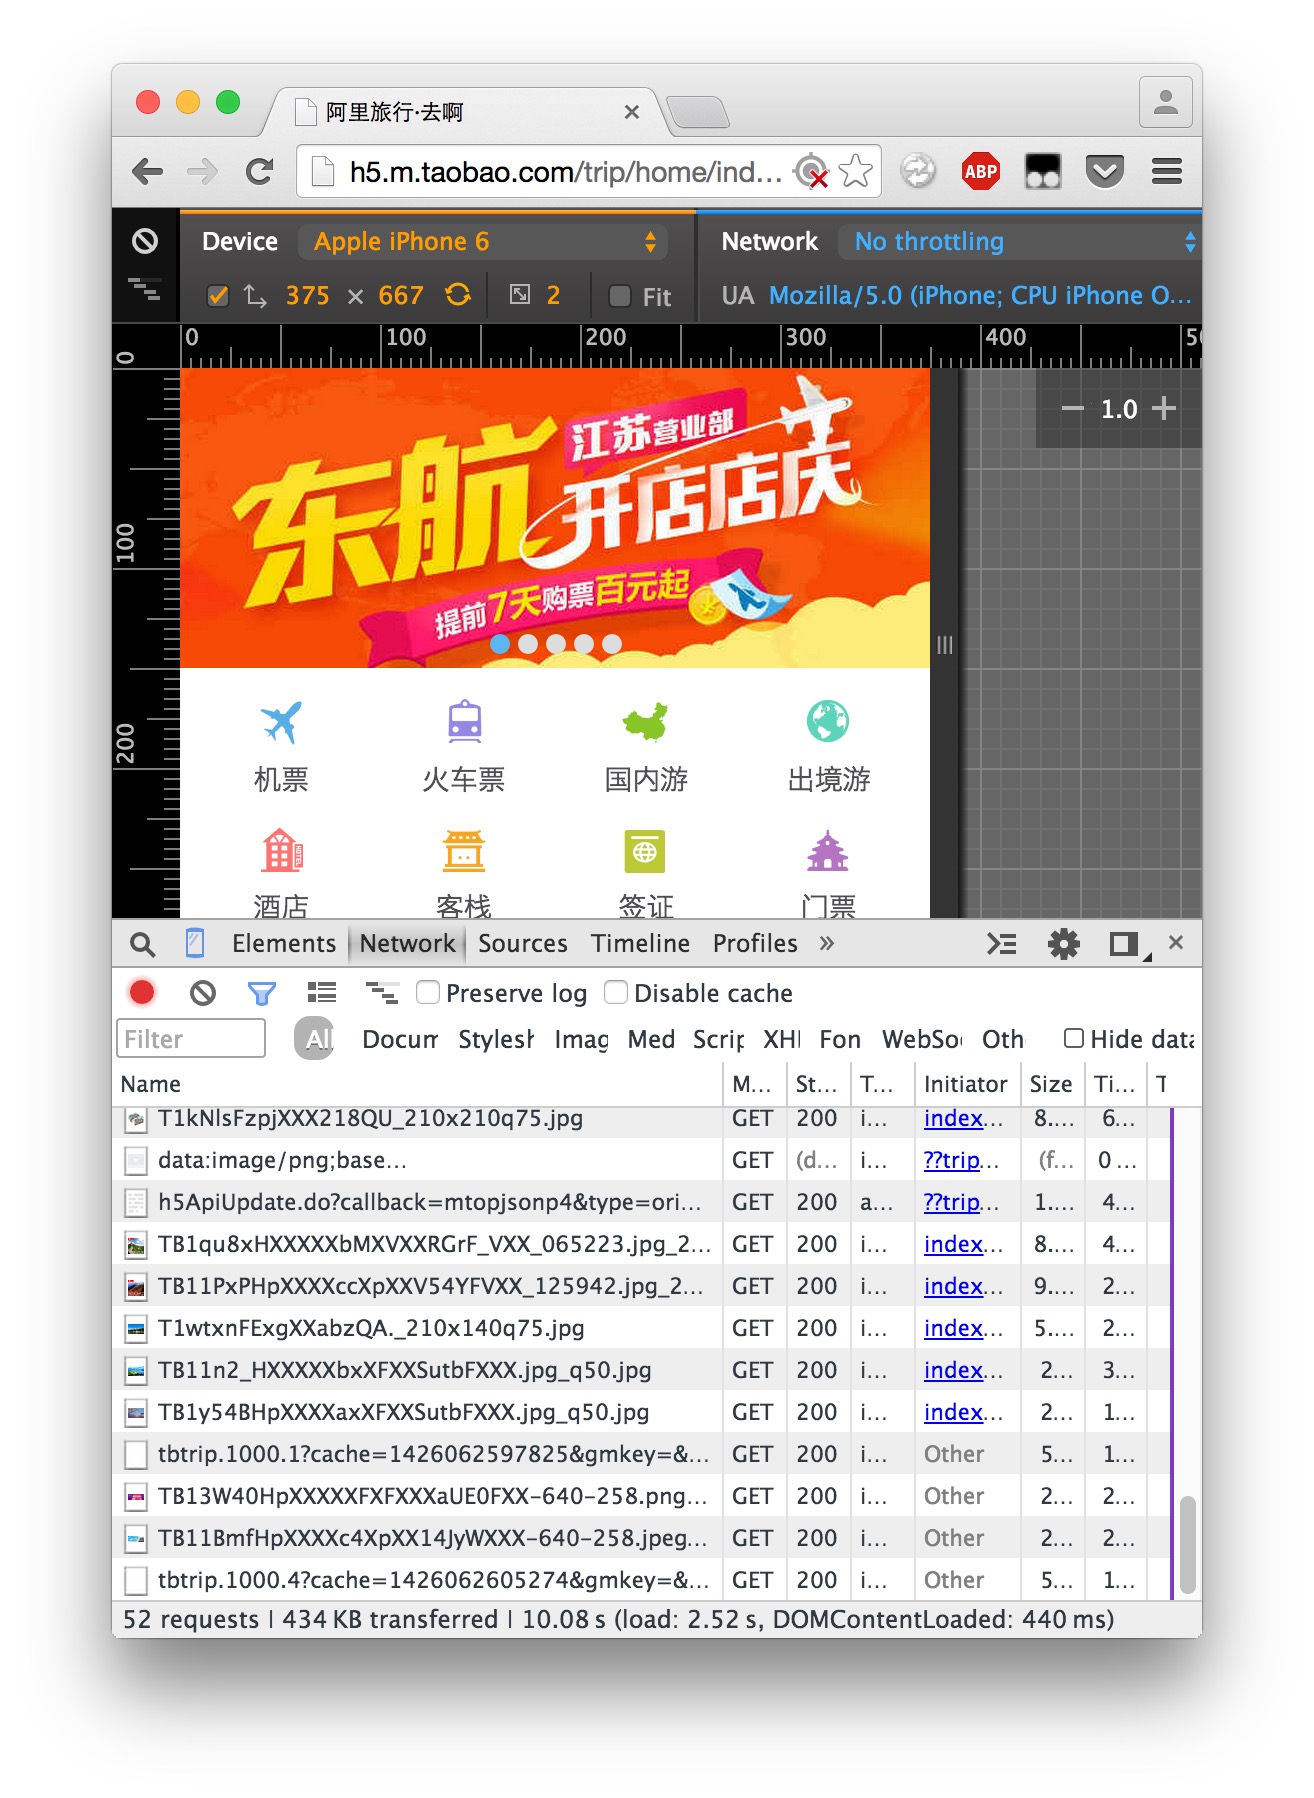 阿里旅行·去啊
h5.m.taobao.com/trip/home/ind...
ABP
Device Apple iPhone 6 Network No throttling
375 × 667 2 Fit UA Mozilla/5.0 (iPhone; CPU iPhone O...
0 100 200 300 400
0
100
200
1.0
江苏营业部
东航 开店店庆
提前7天购票百元起
机票 火车票 国内游 出境游
HOTEL
酒店 客栈 签证 门票
Elements Network Sources Timeline Profiles »
Preserve log Disable cache
Filter All Docum Stylesh Imag Med Scrip XHI Fon WebSoc Oth Hide data
Name M... St... T... Initiator Size Ti... T
T1kNlsFzpjXXX218QU_210x210q75.jpg GET 200 i... index... 8.... 6...
data:image/png;base... GET (d... i... ??trip... (f... 0 ...
h5ApiUpdate.do?callback=mtopjsonp4&type=ori... GET 200 a... ??trip... 1.... 4...
TB1qu8xHXXXXXbMXVXXRGrF_VXX_065223.jpg_2... GET 200 i... index... 8.... 4...
TB11PxPHpXXXXccXpXXV54YFVXX_125942.jpg_2... GET 200 i... index... 9.... 2...
T1wtxnFExgXXabzQA._210x140q75.jpg GET 200 i... index... 5.... 2...
TB11n2_HXXXXXbxXFXXSutbFXXX.jpg_q50.jpg GET 200 i... index... 2... 3...
TB1y54BHpXXXXaxXFXXSutbFXXX.jpg_q50.jpg GET 200 i... index... 2... 1...
tbtrip.1000.1?cache=1426062597825&gmkey=&... GET 200 i... Other 5... 1...
TB13W40HpXXXXXFXFXXXaUE0FXX-640-258.png... GET 200 i... Other 2... 2...
TB11BmfHpXXXXc4XpXX14JyWXXX-640-258.jpeg... GET 200 i... Other 2... 2...
tbtrip.1000.4?cache=1426062605274&gmkey=&... GET 200 i... Other 5... 1...
52 requests | 434 KB transferred | 10.08 s (load: 2.52 s, DOMContentLoaded: 440 ms)